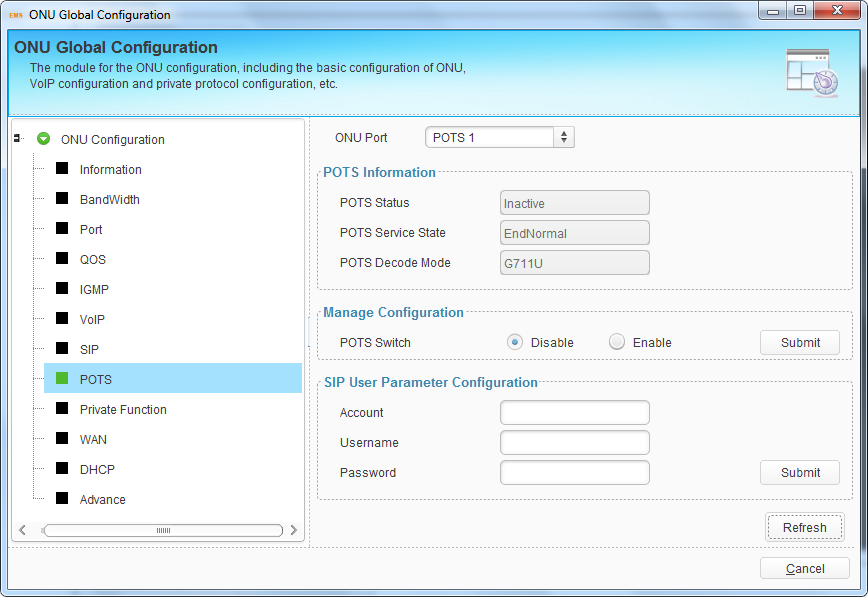 EMS ONU Global Configuration
ONU Global Configuration
The module for the ONU configuration, including the basic configuration of ONU,
VoIP configuration and private protocol configuration, etc.
ONU Configuration
Information
BandWidth
Port
QOS
IGMP
VoIP
SIP
POTS
Private Function
WAN
DHCP
Advance
ONU Port POTS 1
POTS Information
POTS Status Inactive
POTS Service State EndNormal
POTS Decode Mode G711U
Manage Configuration
POTS Switch Disable Enable Submit
SIP User Parameter Configuration
Account
Username
Password Submit
Refresh
Cancel